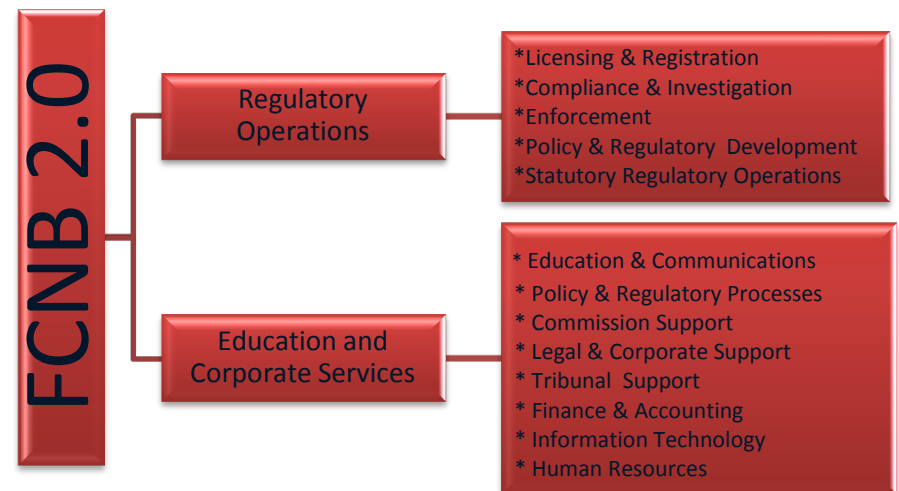 FCNB 2.0
Regulatory
Operations
*Licensing & Registration
*Compliance & Investigation
*Enforcement
*Policy & Regulatory Development
*Statutory Regulatory Operations
Education and
Corporate Services
* Education & Communications
* Policy & Regulatory Processes
* Commission Support
* Legal & Corporate Support
* Tribunal Support
* Finance & Accounting
* Information Technology
* Human Resources